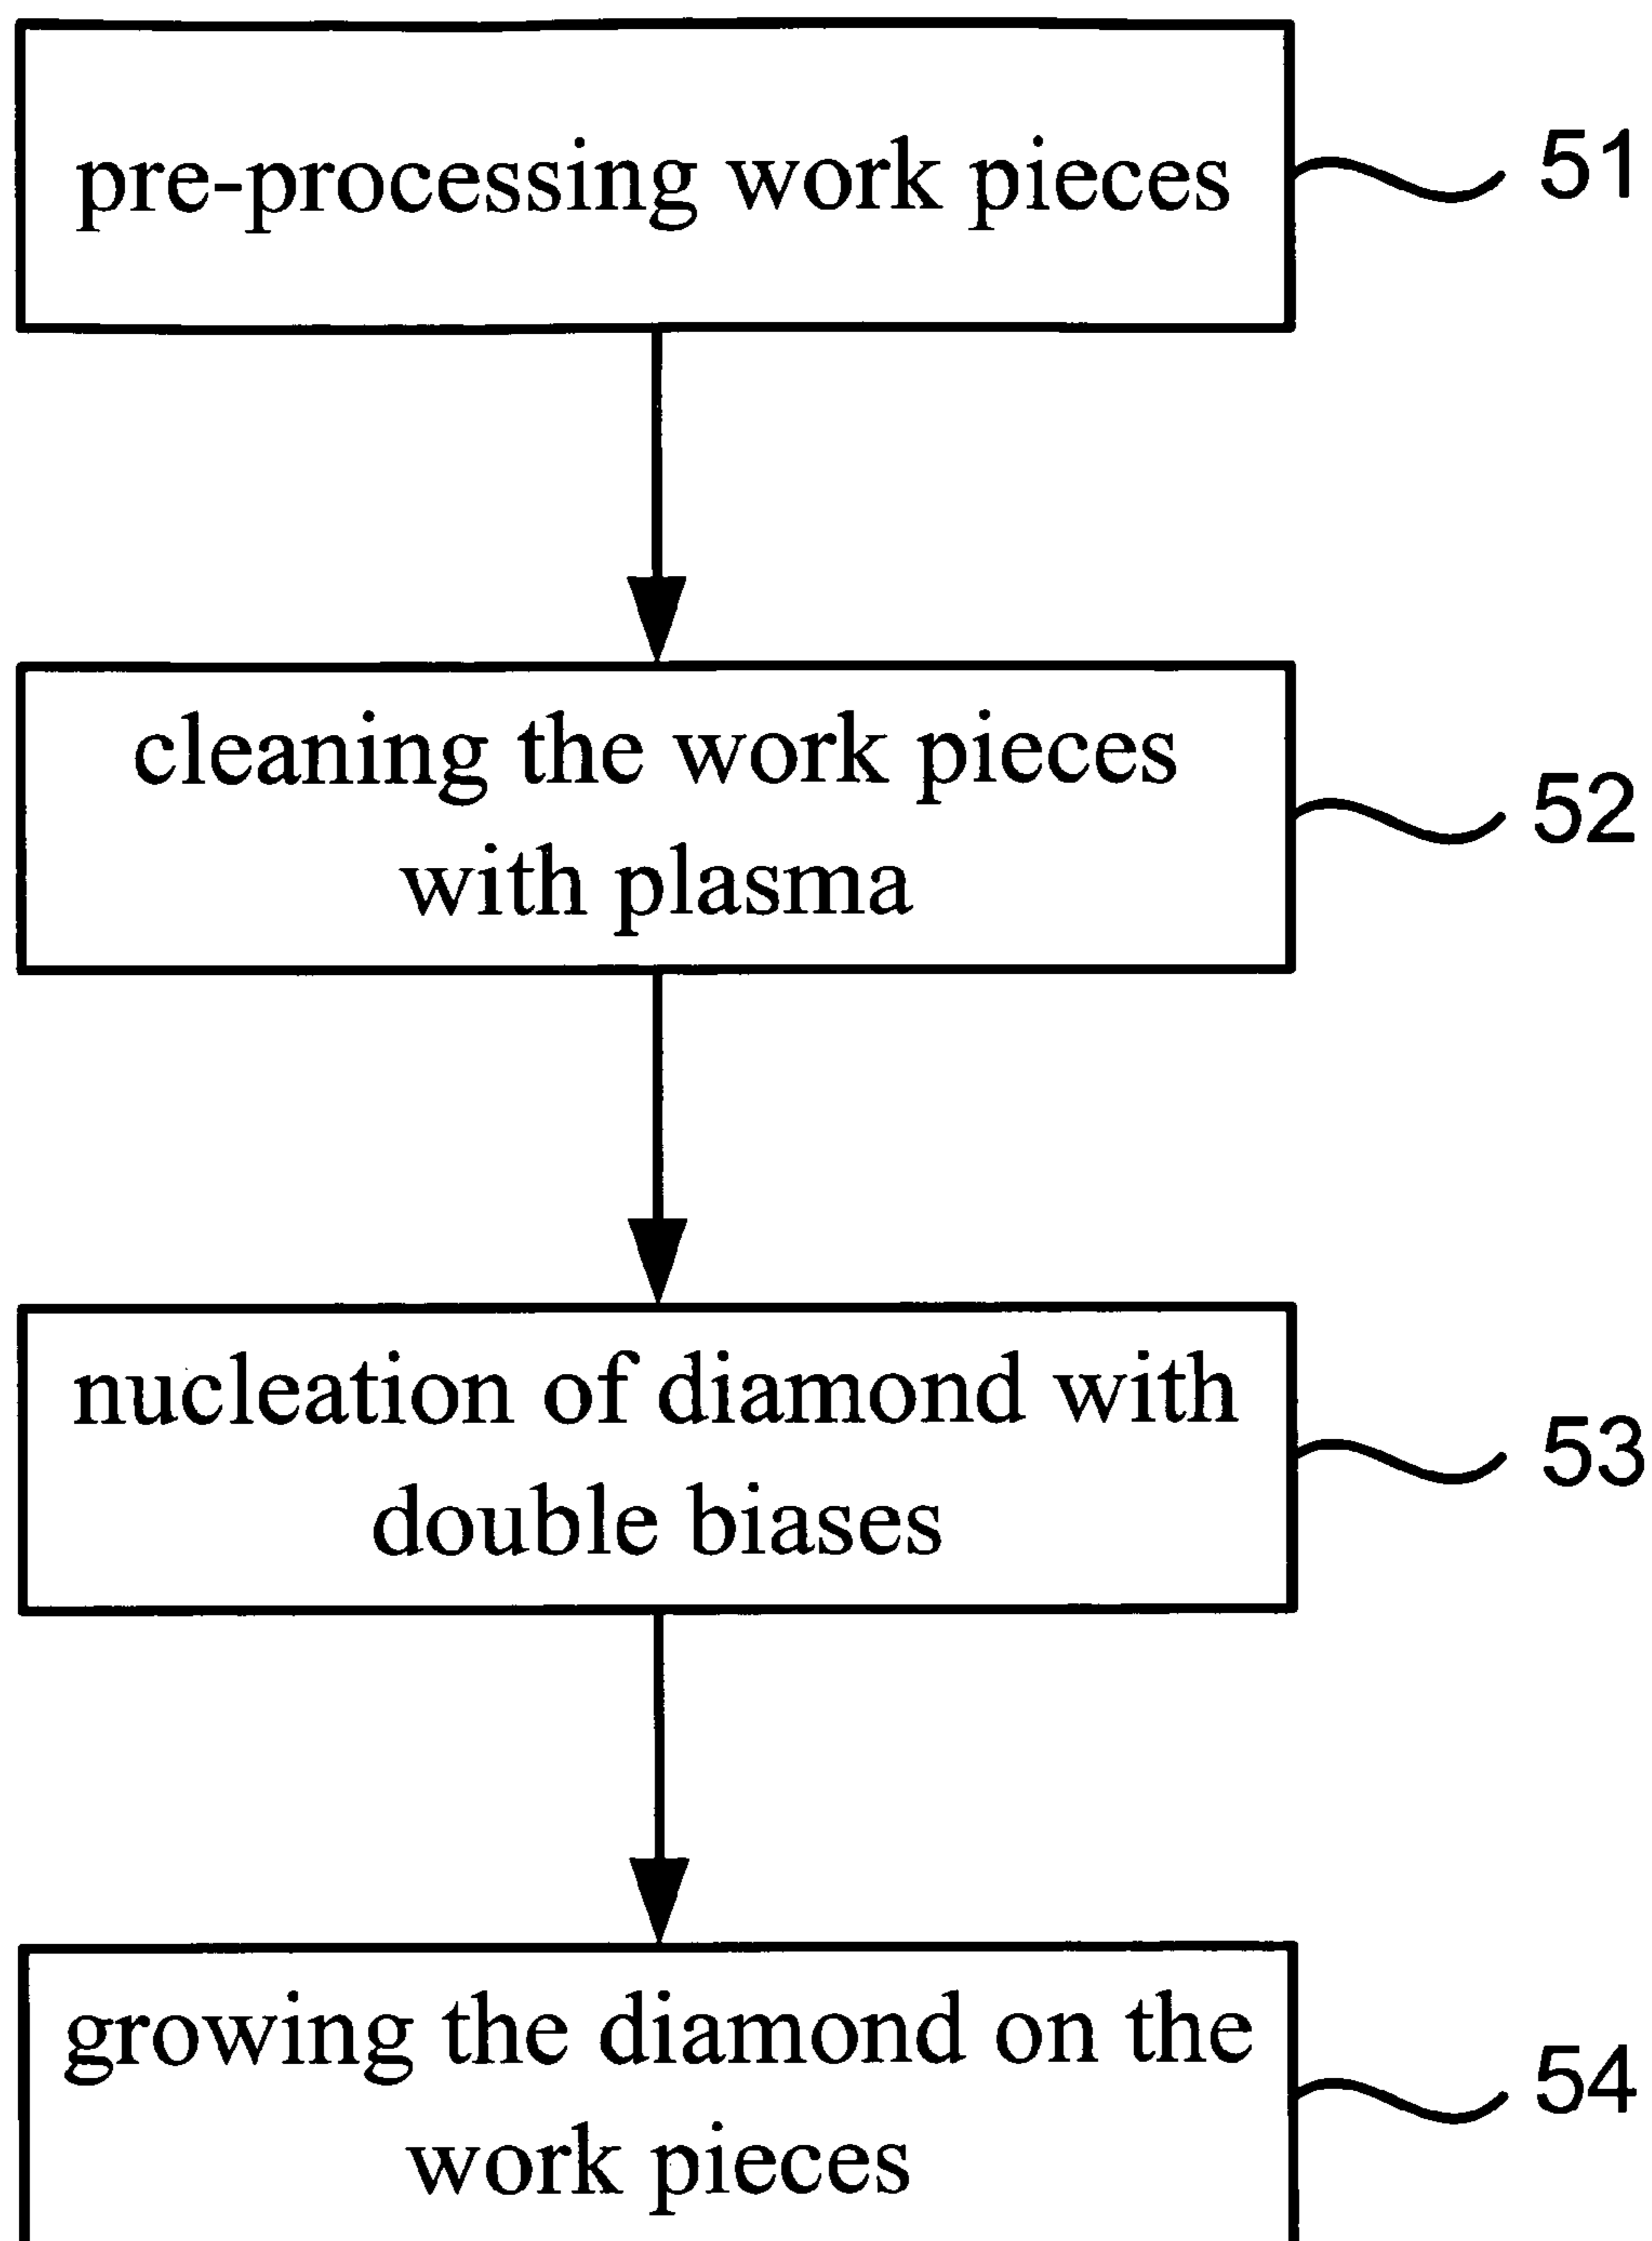 pre-processing work pieces
51
cleaning the work pieces
with plasma
52
nucleation of diamond with
double biases
53
growing the diamond on the
work pieces
54